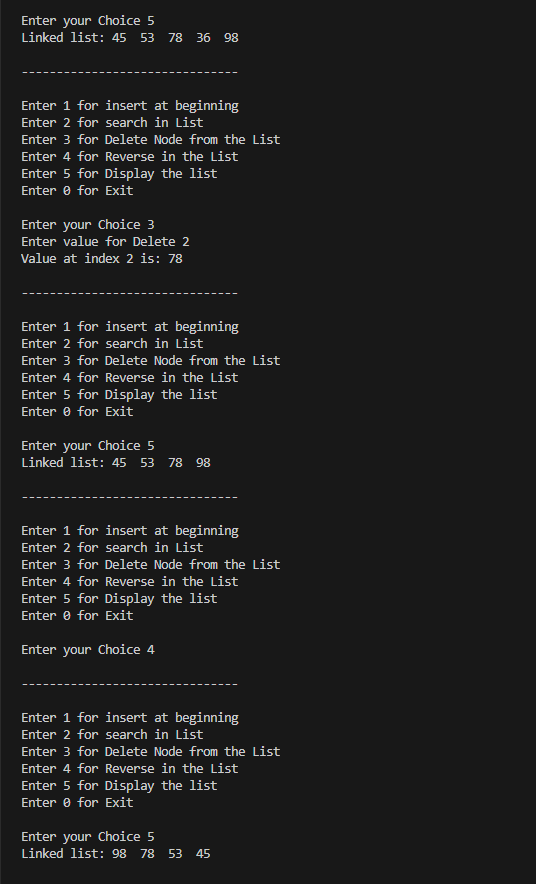 Enter your Choice 5
Linked list: 45  53  78  36  98
-------------------------------
Enter 1 for insert at beginning
Enter 2 for search in List
Enter 3 for Delete Node from the List
Enter 4 for Reverse in the List
Enter 5 for Display the list
Enter 0 for Exit
Enter your Choice 3
Enter value for Delete 2
Value at index 2 is: 78
-------------------------------
Enter 1 for insert at beginning
Enter 2 for search in List
Enter 3 for Delete Node from the List
Enter 4 for Reverse in the List
Enter 5 for Display the list
Enter 0 for Exit
Enter your Choice 5
Linked list: 45  53  78  98
-------------------------------
Enter 1 for insert at beginning
Enter 2 for search in List
Enter 3 for Delete Node from the List
Enter 4 for Reverse in the List
Enter 5 for Display the list
Enter 0 for Exit
Enter your Choice 4
-------------------------------
Enter 1 for insert at beginning
Enter 2 for search in List
Enter 3 for Delete Node from the List
Enter 4 for Reverse in the List
Enter 5 for Display the list
Enter 0 for Exit
Enter your Choice 5
Linked list: 98  78  53  45